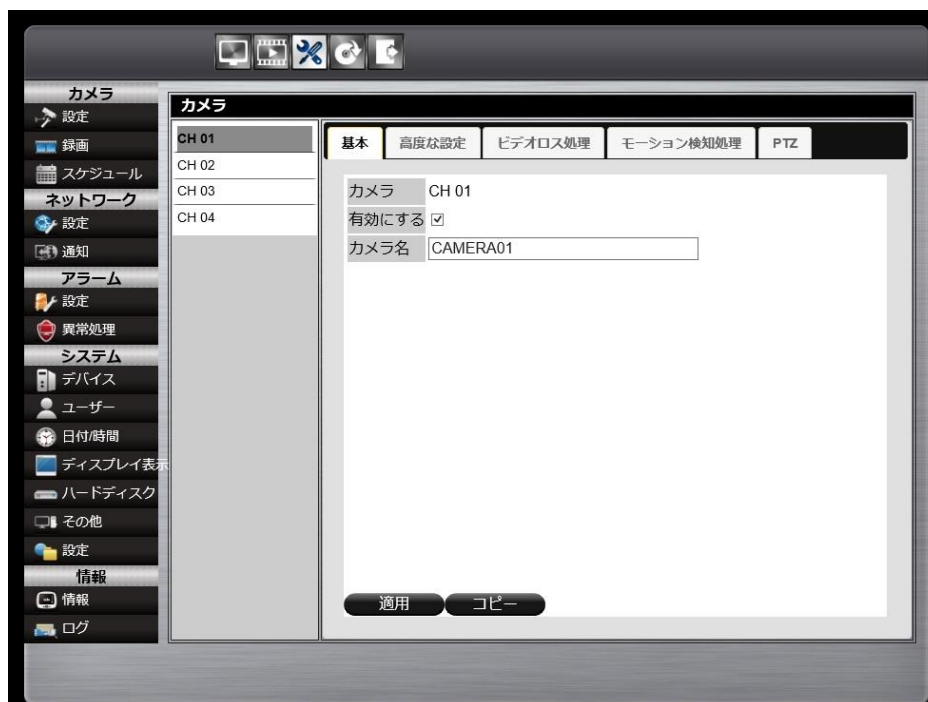 カメラ
設定
録画
スケジュール
ネットワーク
設定
通知
アラーム
設定
異常処理
システム
デバイス
ユーザー
日付/時間
ディスプレイ表示
ハードディスク
その他
設定
情報
情報
ログ
カメラ
CH 01
CH 02
CH 03
CH 04
基本 高度な設定 ビデオロス処理 モーション検知処理 PTZ
カメラ CH 01
有効にする
カメラ名 CAMERA01
適用 コピー